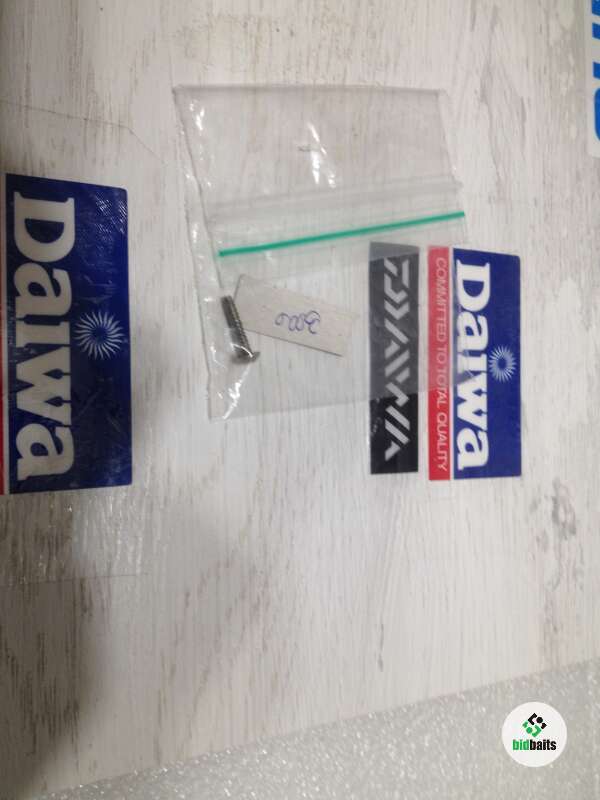 Daiwa
DAIWA
COMMITTED TO TOTAL QUALITY
Daiwa
bidbaits